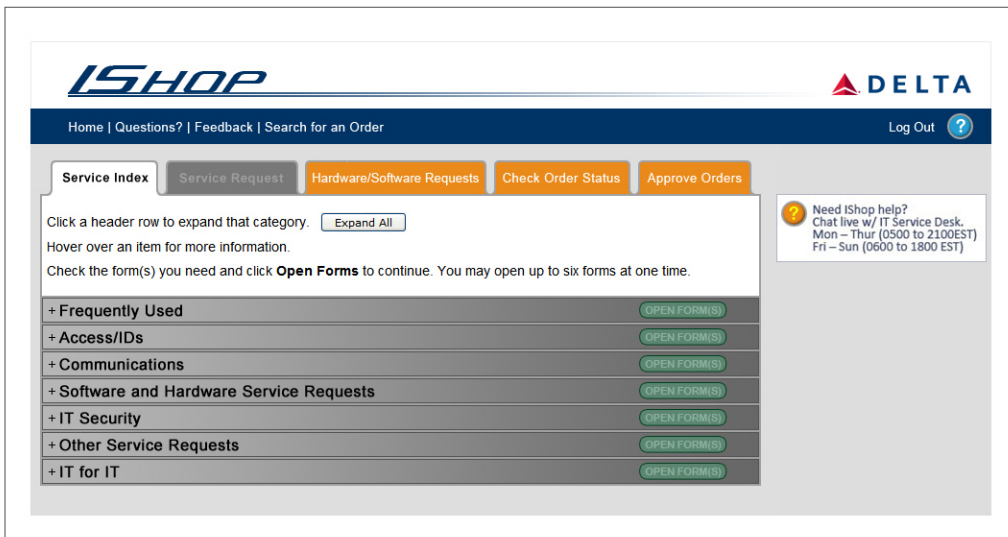 ISHOP
DELTA
Home | Questions? | Feedback | Search for an Order
Log Out ?
Service Index
Service Request
Hardware/Software Requests
Check Order Status
Approve Orders
Click a header row to expand that category. Expand All
Hover over an item for more information.
Check the form(s) you need and click Open Forms to continue. You may open up to six forms at one time.
? Need IShop help?
Chat live w/ IT Service Desk.
Mon – Thur (0500 to 2100EST)
Fri – Sun (0600 to 1800 EST)
+ Frequently Used OPEN FORM(S)
+ Access/IDs OPEN FORM(S)
+ Communications OPEN FORM(S)
+ Software and Hardware Service Requests OPEN FORM(S)
+ IT Security OPEN FORM(S)
+ Other Service Requests OPEN FORM(S)
+ IT for IT OPEN FORM(S)